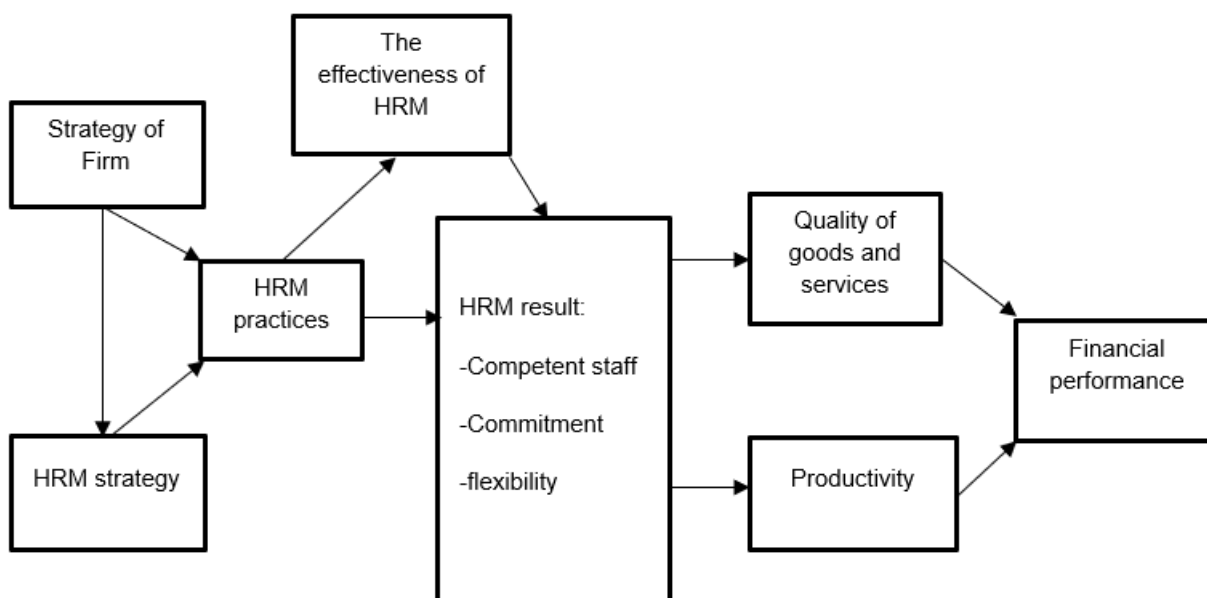 The
effectiveness of
HRM
Strategy of
Firm
HRM
practices
HRM strategy
HRM result:
-Competent staff
-Commitment
-flexibility
Quality of
goods and
services
Productivity
Financial
performance